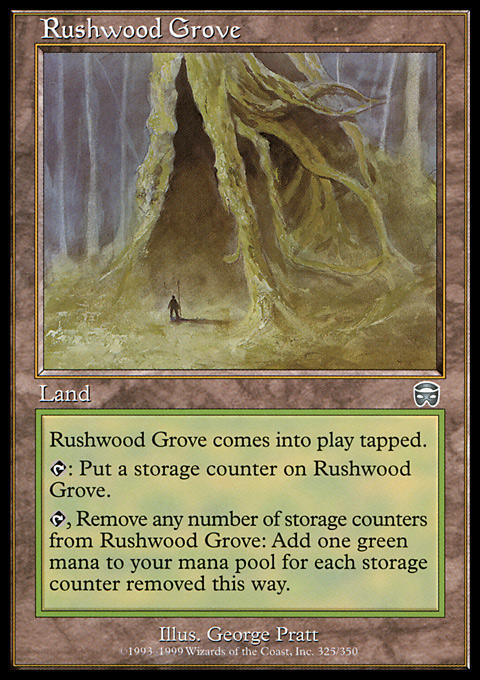 Rushwood Grove
Land
Rushwood Grove comes into play tapped.
: Put a storage counter on Rushwood
Grove.
, Remove any number of storage counters
from Rushwood Grove: Add one green
mana to your mana pool for each storage
counter removed this way.
Illus. George Pratt
©1993-1999 Wizards of the Coast, Inc. 325/350